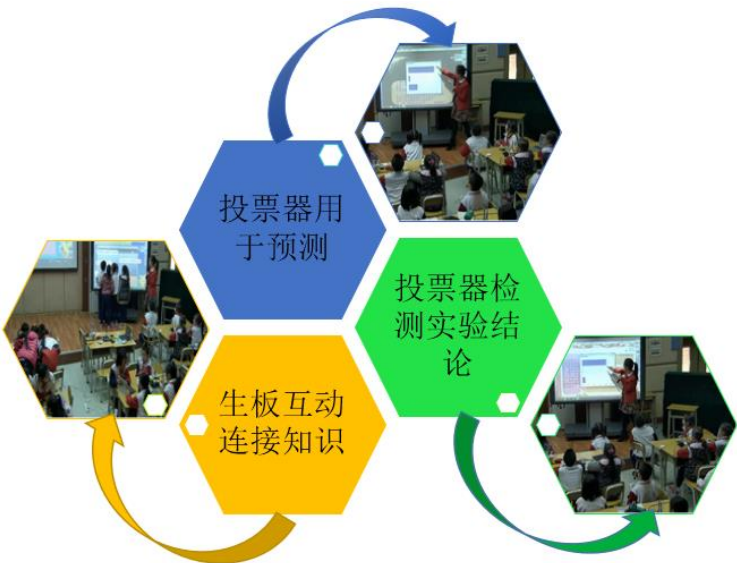 投票器用
于预测
投票器检
测实验结
论
生板互动
连接知识